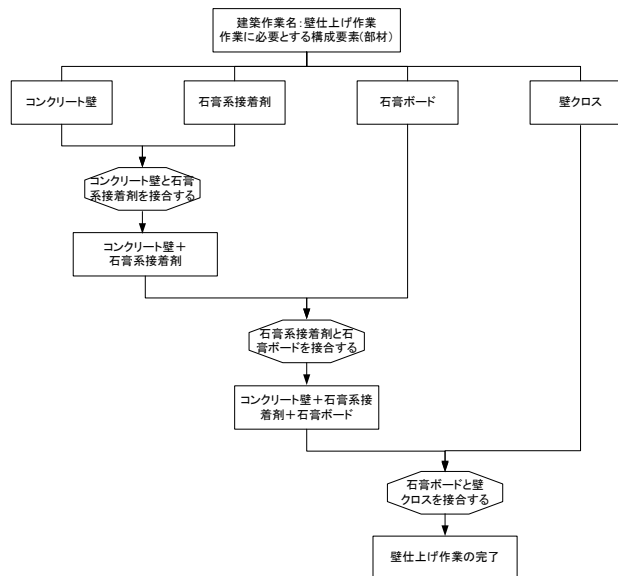 建築作業名:壁仕上げ作業
作業に必要とする構成要素(部材)
コンクリート壁
石膏系接着剤
石膏ボード
壁クロス
コンクリート壁と石膏
系接着剤を接合する
コンクリート壁＋
石膏系接着剤
石膏系接着剤と石
膏ボードを接合する
コンクリート壁＋石膏系接
着剤＋石膏ボード
石膏ボードと壁
クロスを接合する
壁仕上げ作業の完了